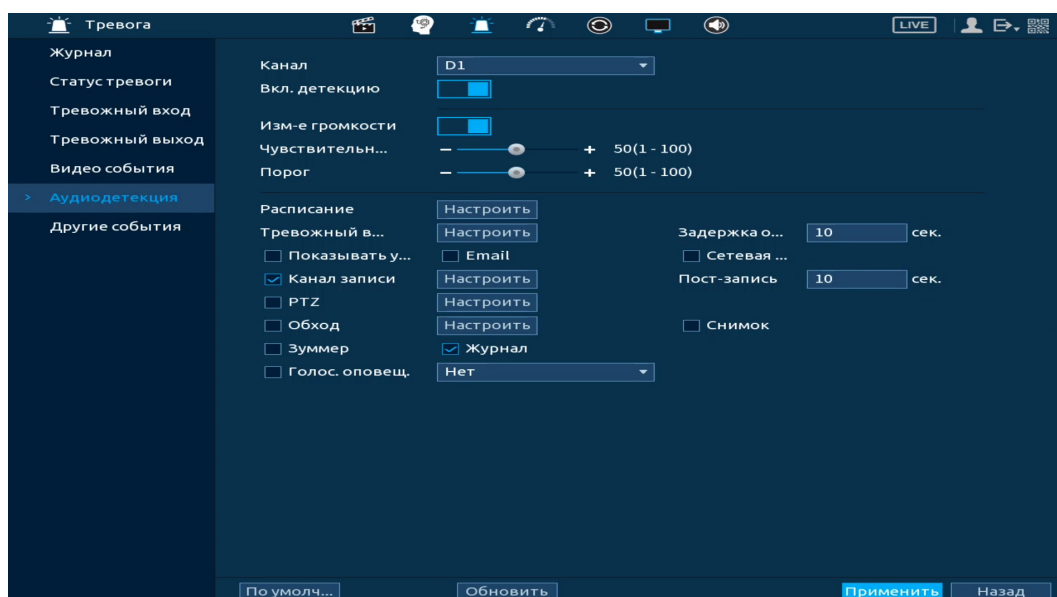 Тревога LIVE
Журнал
Статус тревоги
Тревожный вход
Тревожный выход
Видео события
> Аудиодетекция
Другие события
Канал D1
Вкл. детекцию
Изм-е громкости
Чувствительн... − + 50(1 - 100)
Порог − + 50(1 - 100)
Расписание Настроить
Тревожный в... Настроить Задержка о... 10 сек.
Показывать у... Email Сетевая ...
Канал записи Настроить Пост-запись 10 сек.
PTZ Настроить
Обход Настроить Снимок
Зуммер Журнал
Голос. оповещ. Нет
По умолч... Обновить Применить Назад